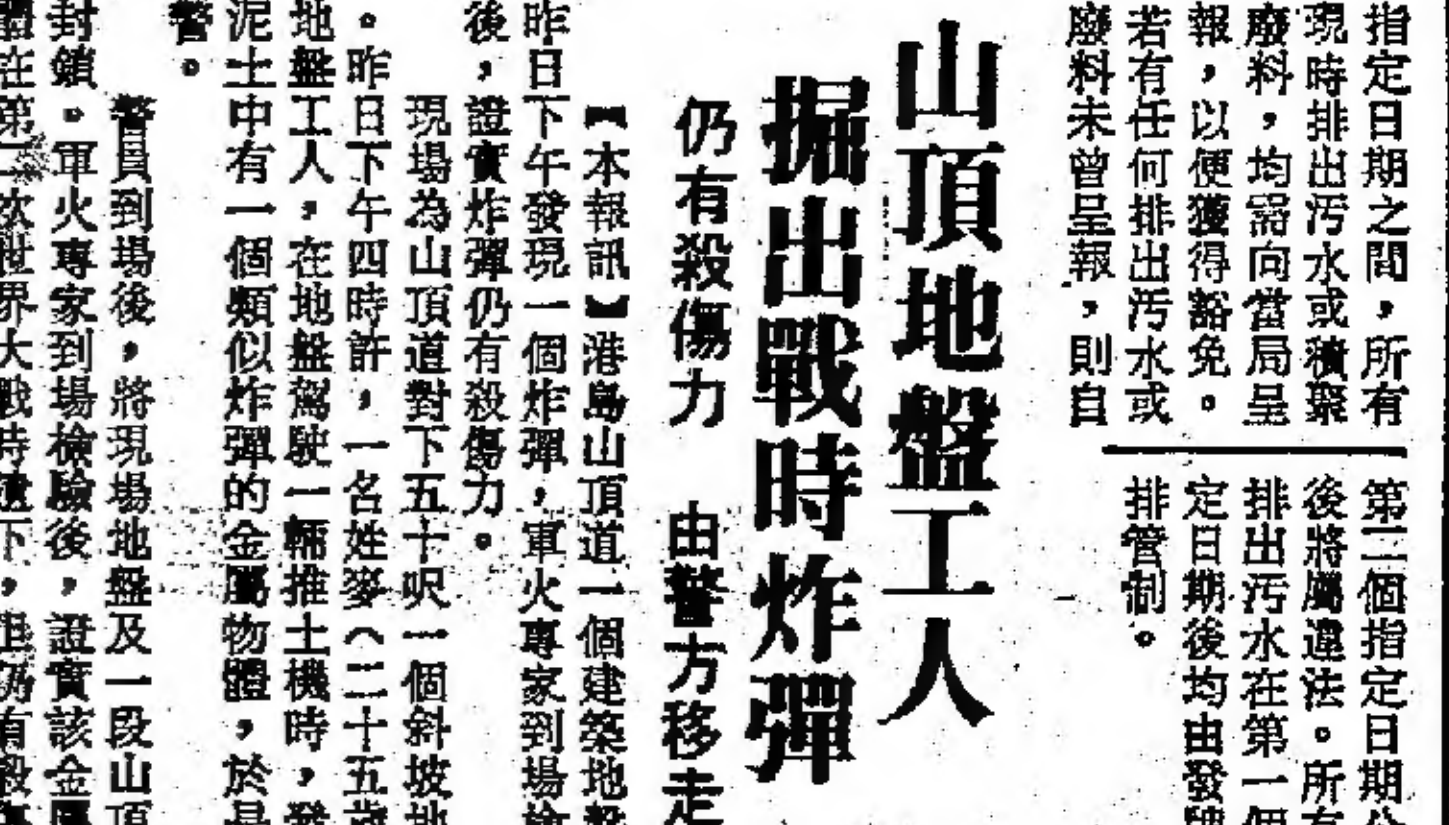 指定日期之間，所有
現時排出污水或積聚
廢料，均需向當局呈
報，以便獲得豁免。
若有任何排出污水或
廢料未曾呈報，則自
第二個指定日期
後將屬違法。所有
排出污水在第一個
定日期後均由發牌
排管制。
山頂地盤工人
掘出戰時炸彈
仍有殺傷力 由警方移走
【本報訊】港島山頂道一個建築地盤
昨日下午發現一個炸彈，軍火專家到場檢
後，證實炸彈仍有殺傷力。
現場為山頂道對下五十呎一個斜坡地
。昨日下午四時許，一名姓麥（二十五歲
地盤工人，在地盤駕駛一輛推土機時，發
泥土中有一個類似炸彈的金屬物體，於是
警。
警員到場後，將現場地盤及一段山頂
封鎖。軍火專家到場檢驗後，證實該金屬
在第二次世界大戰時遺下，但仍有殺傷